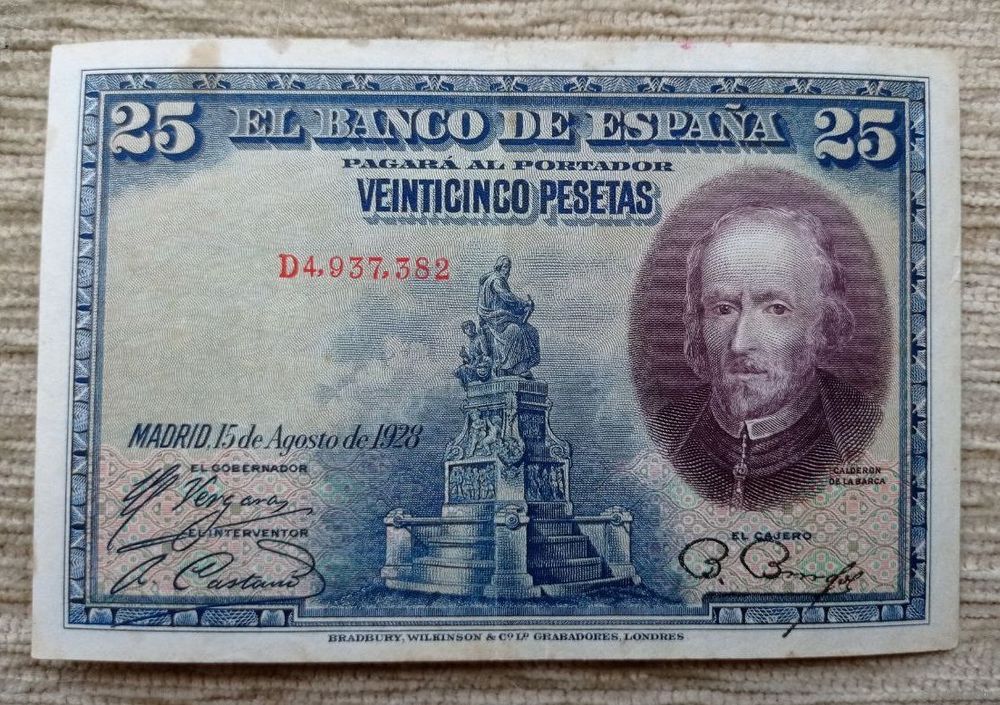 25 EL BANCO DE ESPAÑA 25
PAGARÁ AL PORTADOR
VEINTICINCO PESETAS
D4,937,382
MADRID, 15 de Agosto de 1928
EL GOBERNADOR
Vergara
EL INTERVENTOR
CALDERON
DE LA BARCA
EL CAJERO
BRADBURY, WILKINSON & Cº Lº GRABADORES, LONDRES